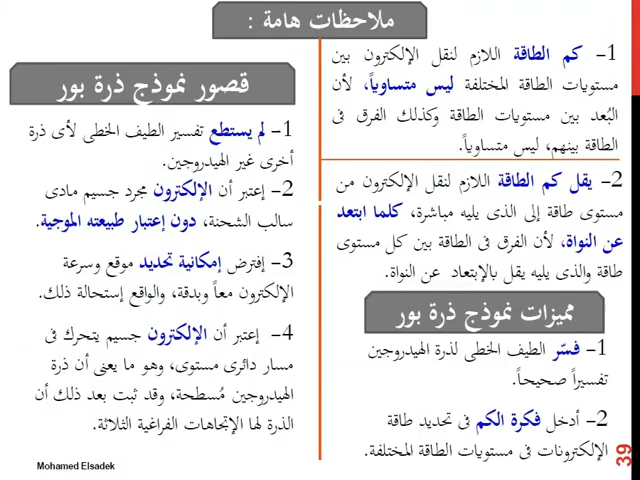 ملاحظات هامة :
1- كم الطاقة اللازم لنقل الإلكترون بين
مستويات الطاقة المختلفة ليس متساوياً، لأن
البُعد بين مستويات الطاقة وكذلك الفرق فى
الطاقة بينهم، ليس متساوياً.
2- يقل كم الطاقة اللازم لنقل الإلكترون من
مستوى طاقة إلى الذى يليه مباشرة، كلما ابتعد
عن النواة، لأن الفرق فى الطاقة بين كل مستوى
طاقة والذى يليه يقل بالإبتعاد عن النواة.
مميزات نموذج ذرة بور
1- فسّر الطيف الخطى لذرة الهيدروجين
تفسيراً صحيحاً.
2- أدخل فكرة الكم فى تحديد طاقة
الإلكترونات فى مستويات الطاقة المختلفة.
قصور نموذج ذرة بور
1- لم يستطع تفسير الطيف الخطى لأى ذرة
أخرى غير الهيدروجين.
2- إعتبر أن الإلكترون مجرد جسيم مادى
سالب الشحنة، دون إعتبار طبيعته الموجية.
3- إفترض إمكانية تحديد موقع وسرعة
الإلكترون معاً وبدقة، والواقع إستحالة ذلك.
4- إعتبر أن الإلكترون جسيم يتحرك فى
مسار دائرى مستوى، وهو ما يعنى أن ذرة
الهيدروجين مُسطحة، وقد ثبت بعد ذلك أن
الذرة لها الإتجاهات الفراغية الثلاثة.
39
Mohamed Elsadek